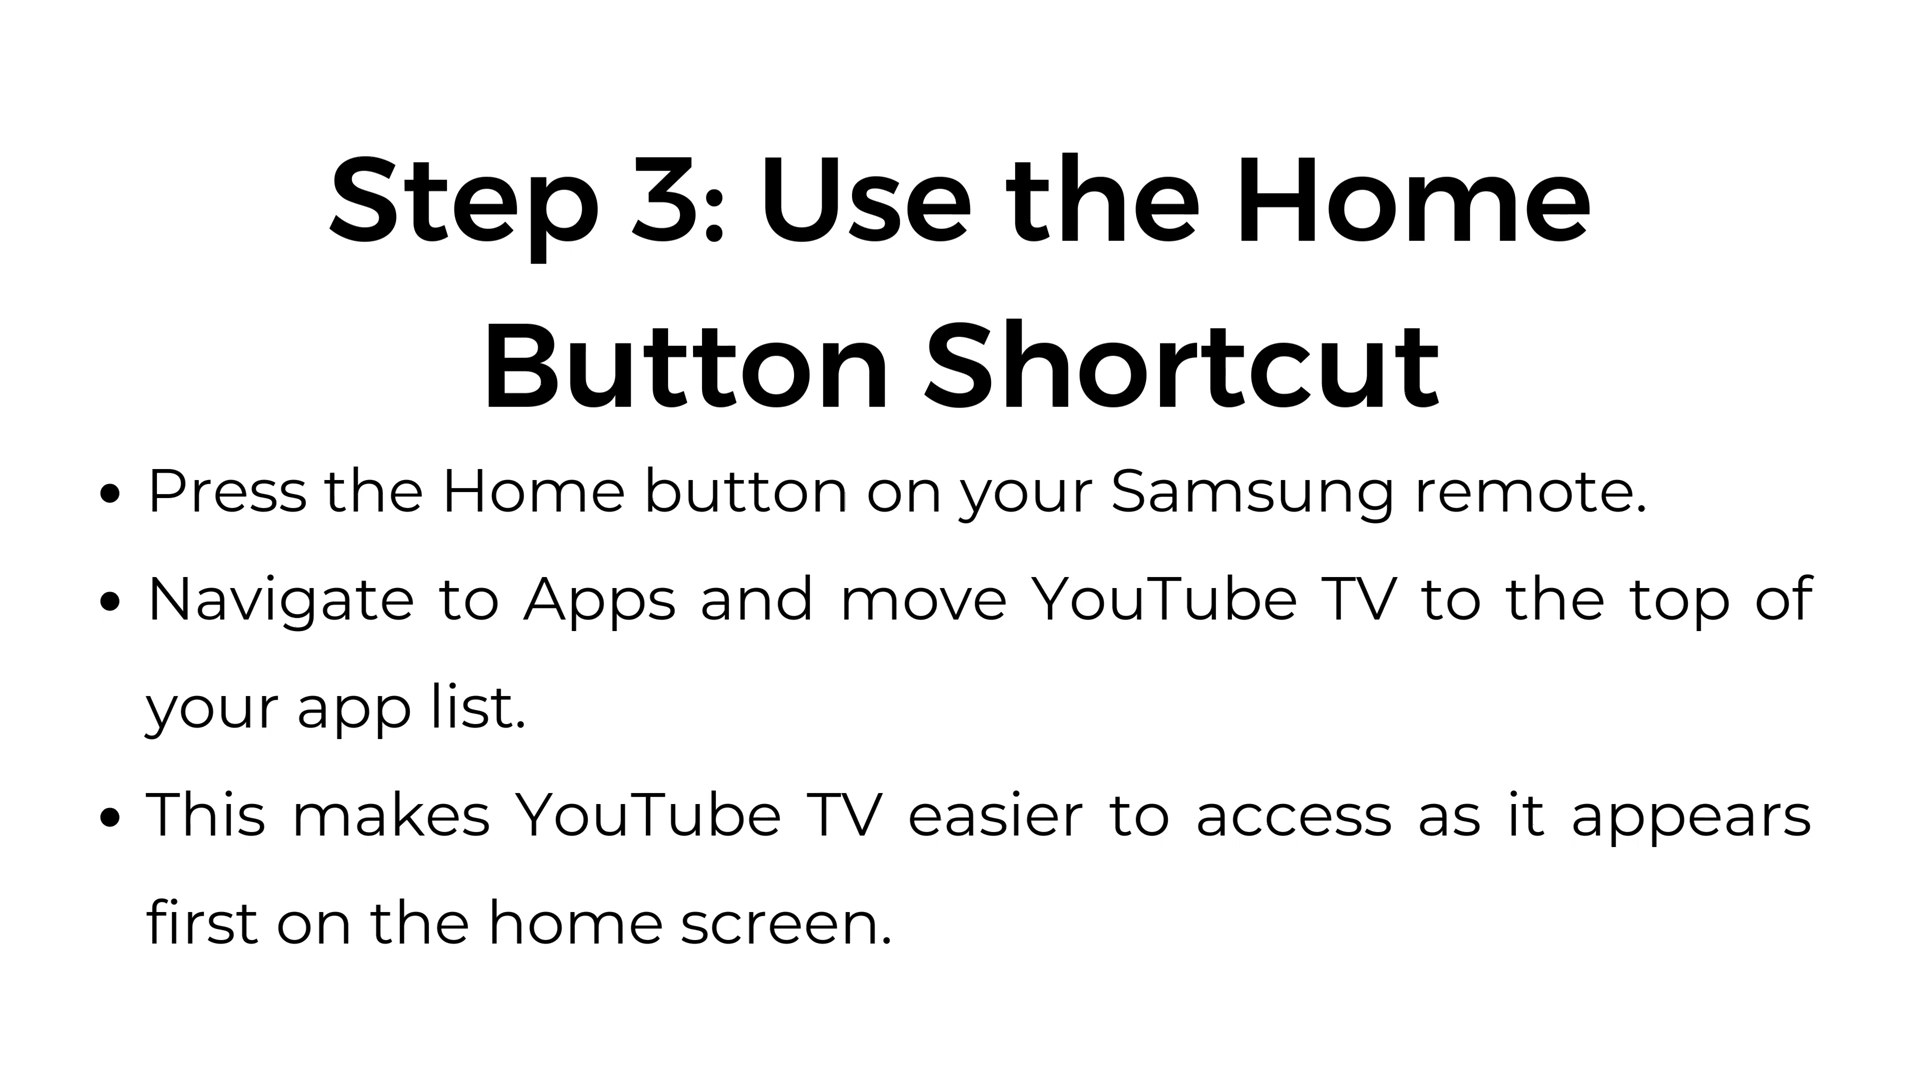 Step 3: Use the Home
Button Shortcut
• Press the Home button on your Samsung remote.
• Navigate to Apps and move YouTube TV to the top of
your app list.
• This makes YouTube TV easier to access as it appears
first on the home screen.